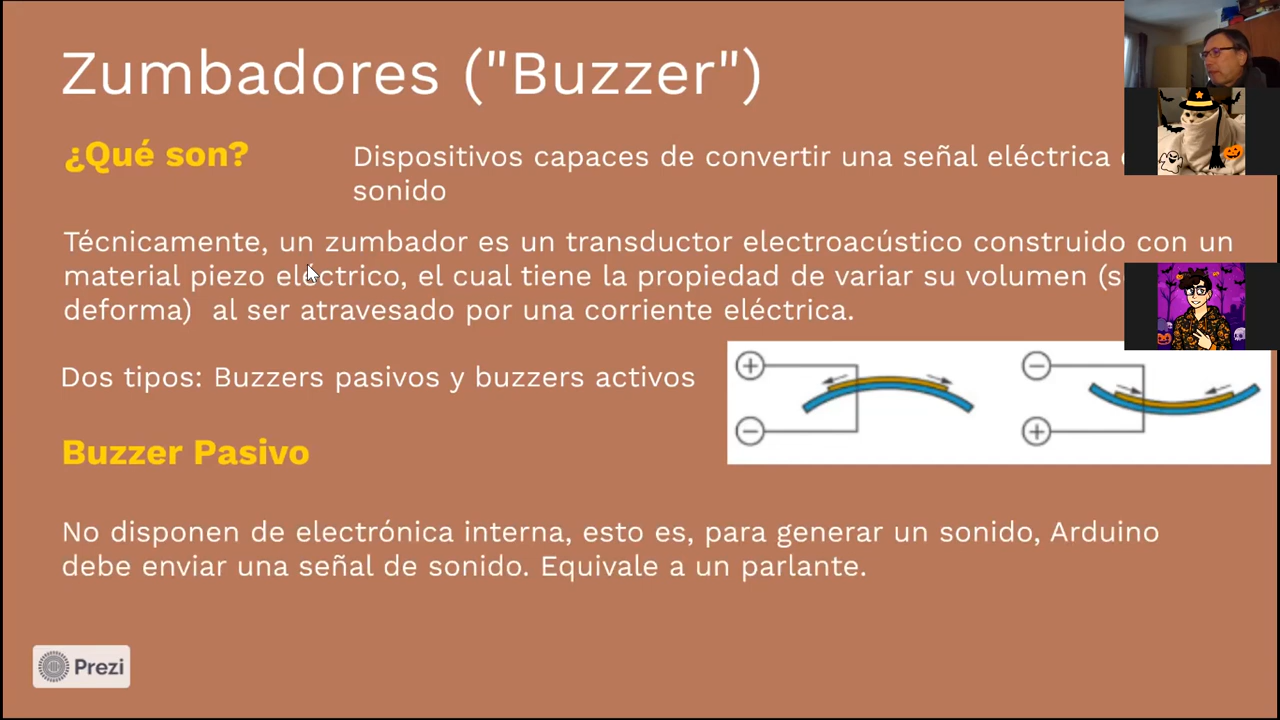 Zumbadores ("Buzzer")
¿Qué son?
Dispositivos capaces de convertir una señal eléctrica
sonido
Técnicamente, un zumbador es un transductor electroacústico construido con un
material piezo eléctrico, el cual tiene la propiedad de variar su volumen
deforma) al ser atravesado por una corriente eléctrica.
Dos tipos: Buzzers pasivos y buzzers activos
Buzzer Pasivo
No disponen de electrónica interna, esto es, para generar un sonido, Arduino
debe enviar una señal de sonido. Equivale a un parlante.
Prezi